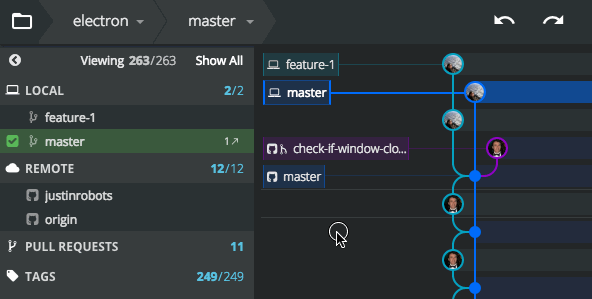 electron master
Viewing 263/263 Show All
LOCAL 2/2
feature-1
master 1↗
REMOTE 12/12
justinrobots
origin
PULL REQUESTS 11
TAGS 249/249
feature-1
master
check-if-window-clo...
master